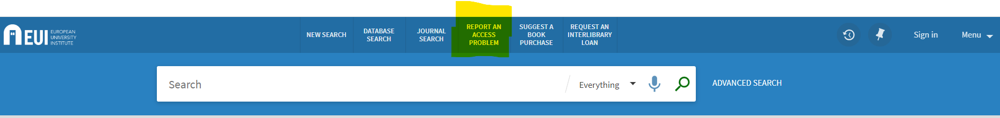 EUI
EUROPEAN
UNIVERSITY
INSTITUTE
NEW SEARCH
DATABASE
SEARCH
JOURNAL
SEARCH
REPORT AN
ACCESS
PROBLEM
SUGGEST A
BOOK
PURCHASE
REQUEST AN
INTERLIBRARY
LOAN
Sign in
Menu
Search
Everything
ADVANCED SEARCH